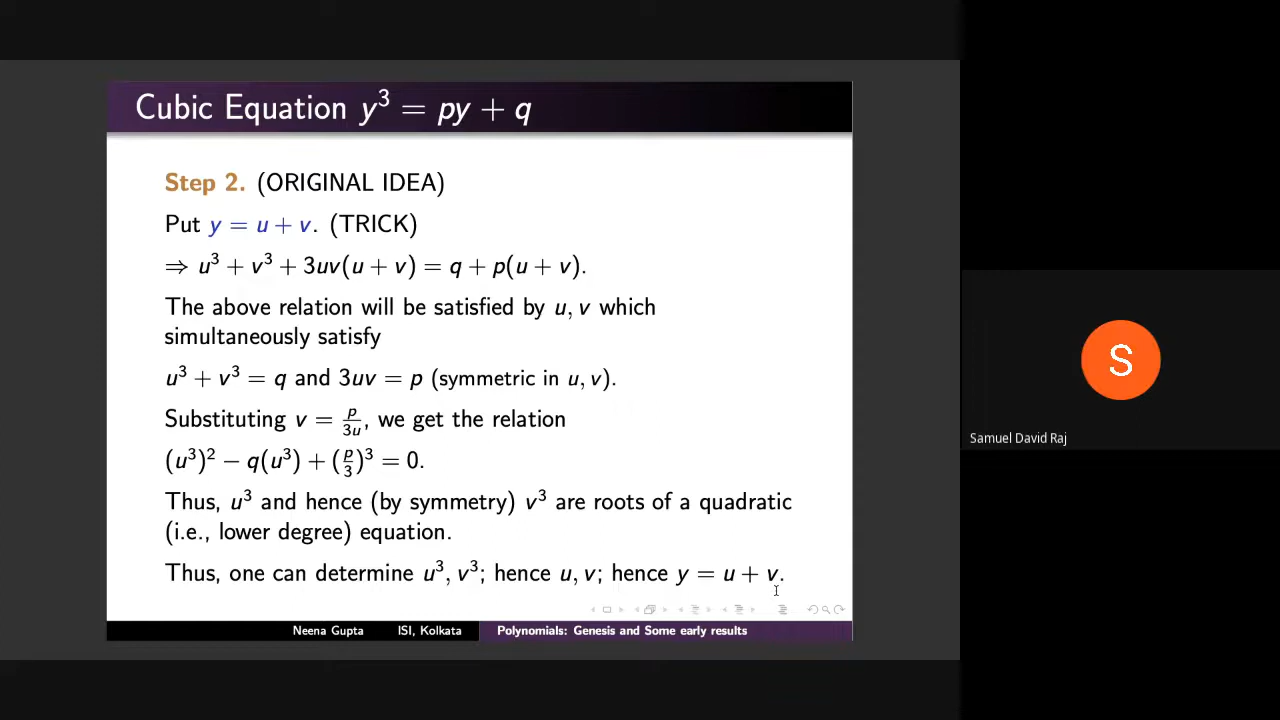 Cubic Equation y³ = py + q
Step 2. (ORIGINAL IDEA)
Put y = u + v. (TRICK)
⇒ u³ + v³ + 3uv(u + v) = q + p(u + v).
The above relation will be satisfied by u, v which
simultaneously satisfy
u³ + v³ = q and 3uv = p (symmetric in u, v).
Substituting v = p/3u, we get the relation
(u³)² − q(u³) + (p/3)³ = 0.
Thus, u³ and hence (by symmetry) v³ are roots of a quadratic
(i.e., lower degree) equation.
Thus, one can determine u³, v³; hence u, v; hence y = u + v.
Neena Gupta ISI, Kolkata Polynomials: Genesis and Some early results
S
Samuel David Raj